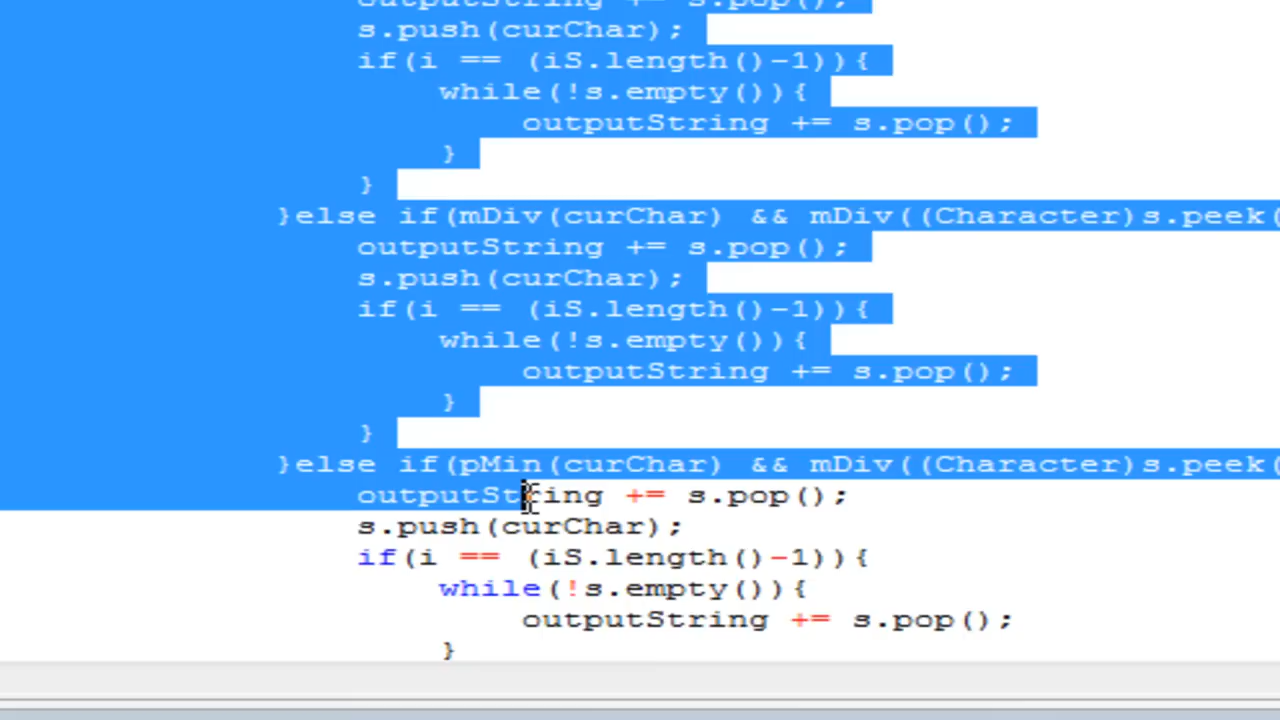 outputString += s.pop();
s.push(curChar);
if(i == (iS.length()-1)){
while(!s.empty()){
outputString += s.pop();
}
}
}else if(mDiv(curChar) && mDiv((Character)s.peek(
outputString += s.pop();
s.push(curChar);
if(i == (iS.length()-1)){
while(!s.empty()){
outputString += s.pop();
}
}
}else if(pMin(curChar) && mDiv((Character)s.peek(
outputString += s.pop();
s.push(curChar);
if(i == (iS.length()-1)){
while(!s.empty()){
outputString += s.pop();
}